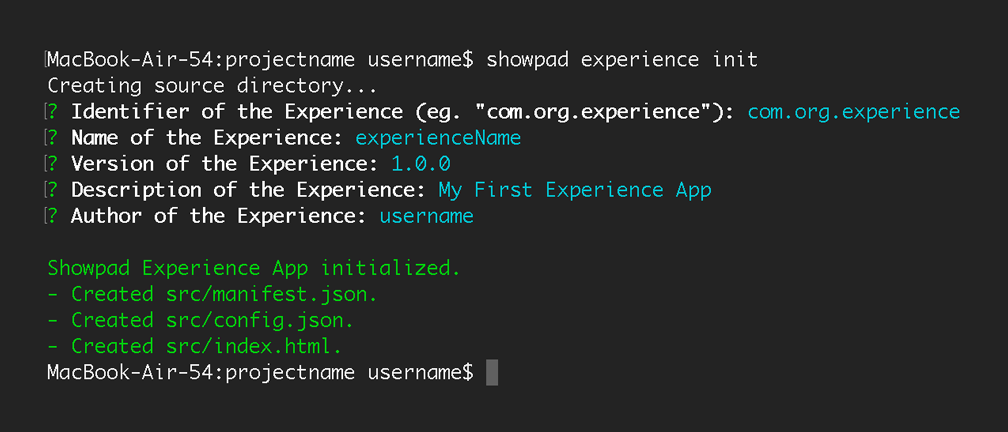 MacBook-Air-54:projectname username$ showpad experience init
Creating source directory...
? Identifier of the Experience (eg. "com.org.experience"): com.org.experience
? Name of the Experience: experienceName
? Version of the Experience: 1.0.0
? Description of the Experience: My First Experience App
? Author of the Experience: username
Showpad Experience App initialized.
- Created src/manifest.json.
- Created src/config.json.
- Created src/index.html.
MacBook-Air-54:projectname username$